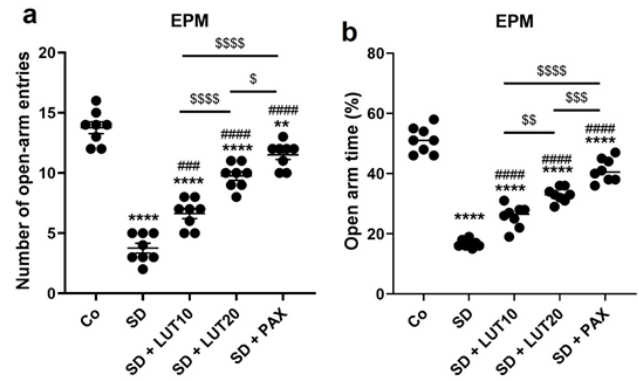 a
EPM
Number of open-arm entries
20
15
10
5
0
$$$$
$$$$
$
****
###
****
####
****
####
**
Co
SD
SD + LUT10
SD + LUT20
SD + PAX
b
EPM
Open arm time (%)
80
60
40
20
0
$$$$
$$$
$$
****
####
****
####
****
####
****
Co
SD
SD + LUT10
SD + LUT20
SD + PAX